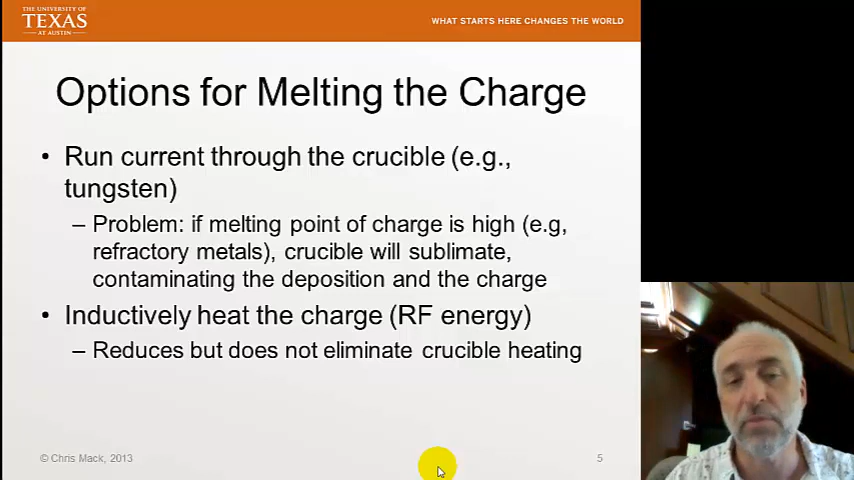 THE UNIVERSITY OF
TEXAS
AT AUSTIN
WHAT STARTS HERE CHANGES THE WORLD
Options for Melting the Charge
• Run current through the crucible (e.g.,
tungsten)
– Problem: if melting point of charge is high (e.g,
refractory metals), crucible will sublimate,
contaminating the deposition and the charge
• Inductively heat the charge (RF energy)
– Reduces but does not eliminate crucible heating
© Chris Mack, 2013
5